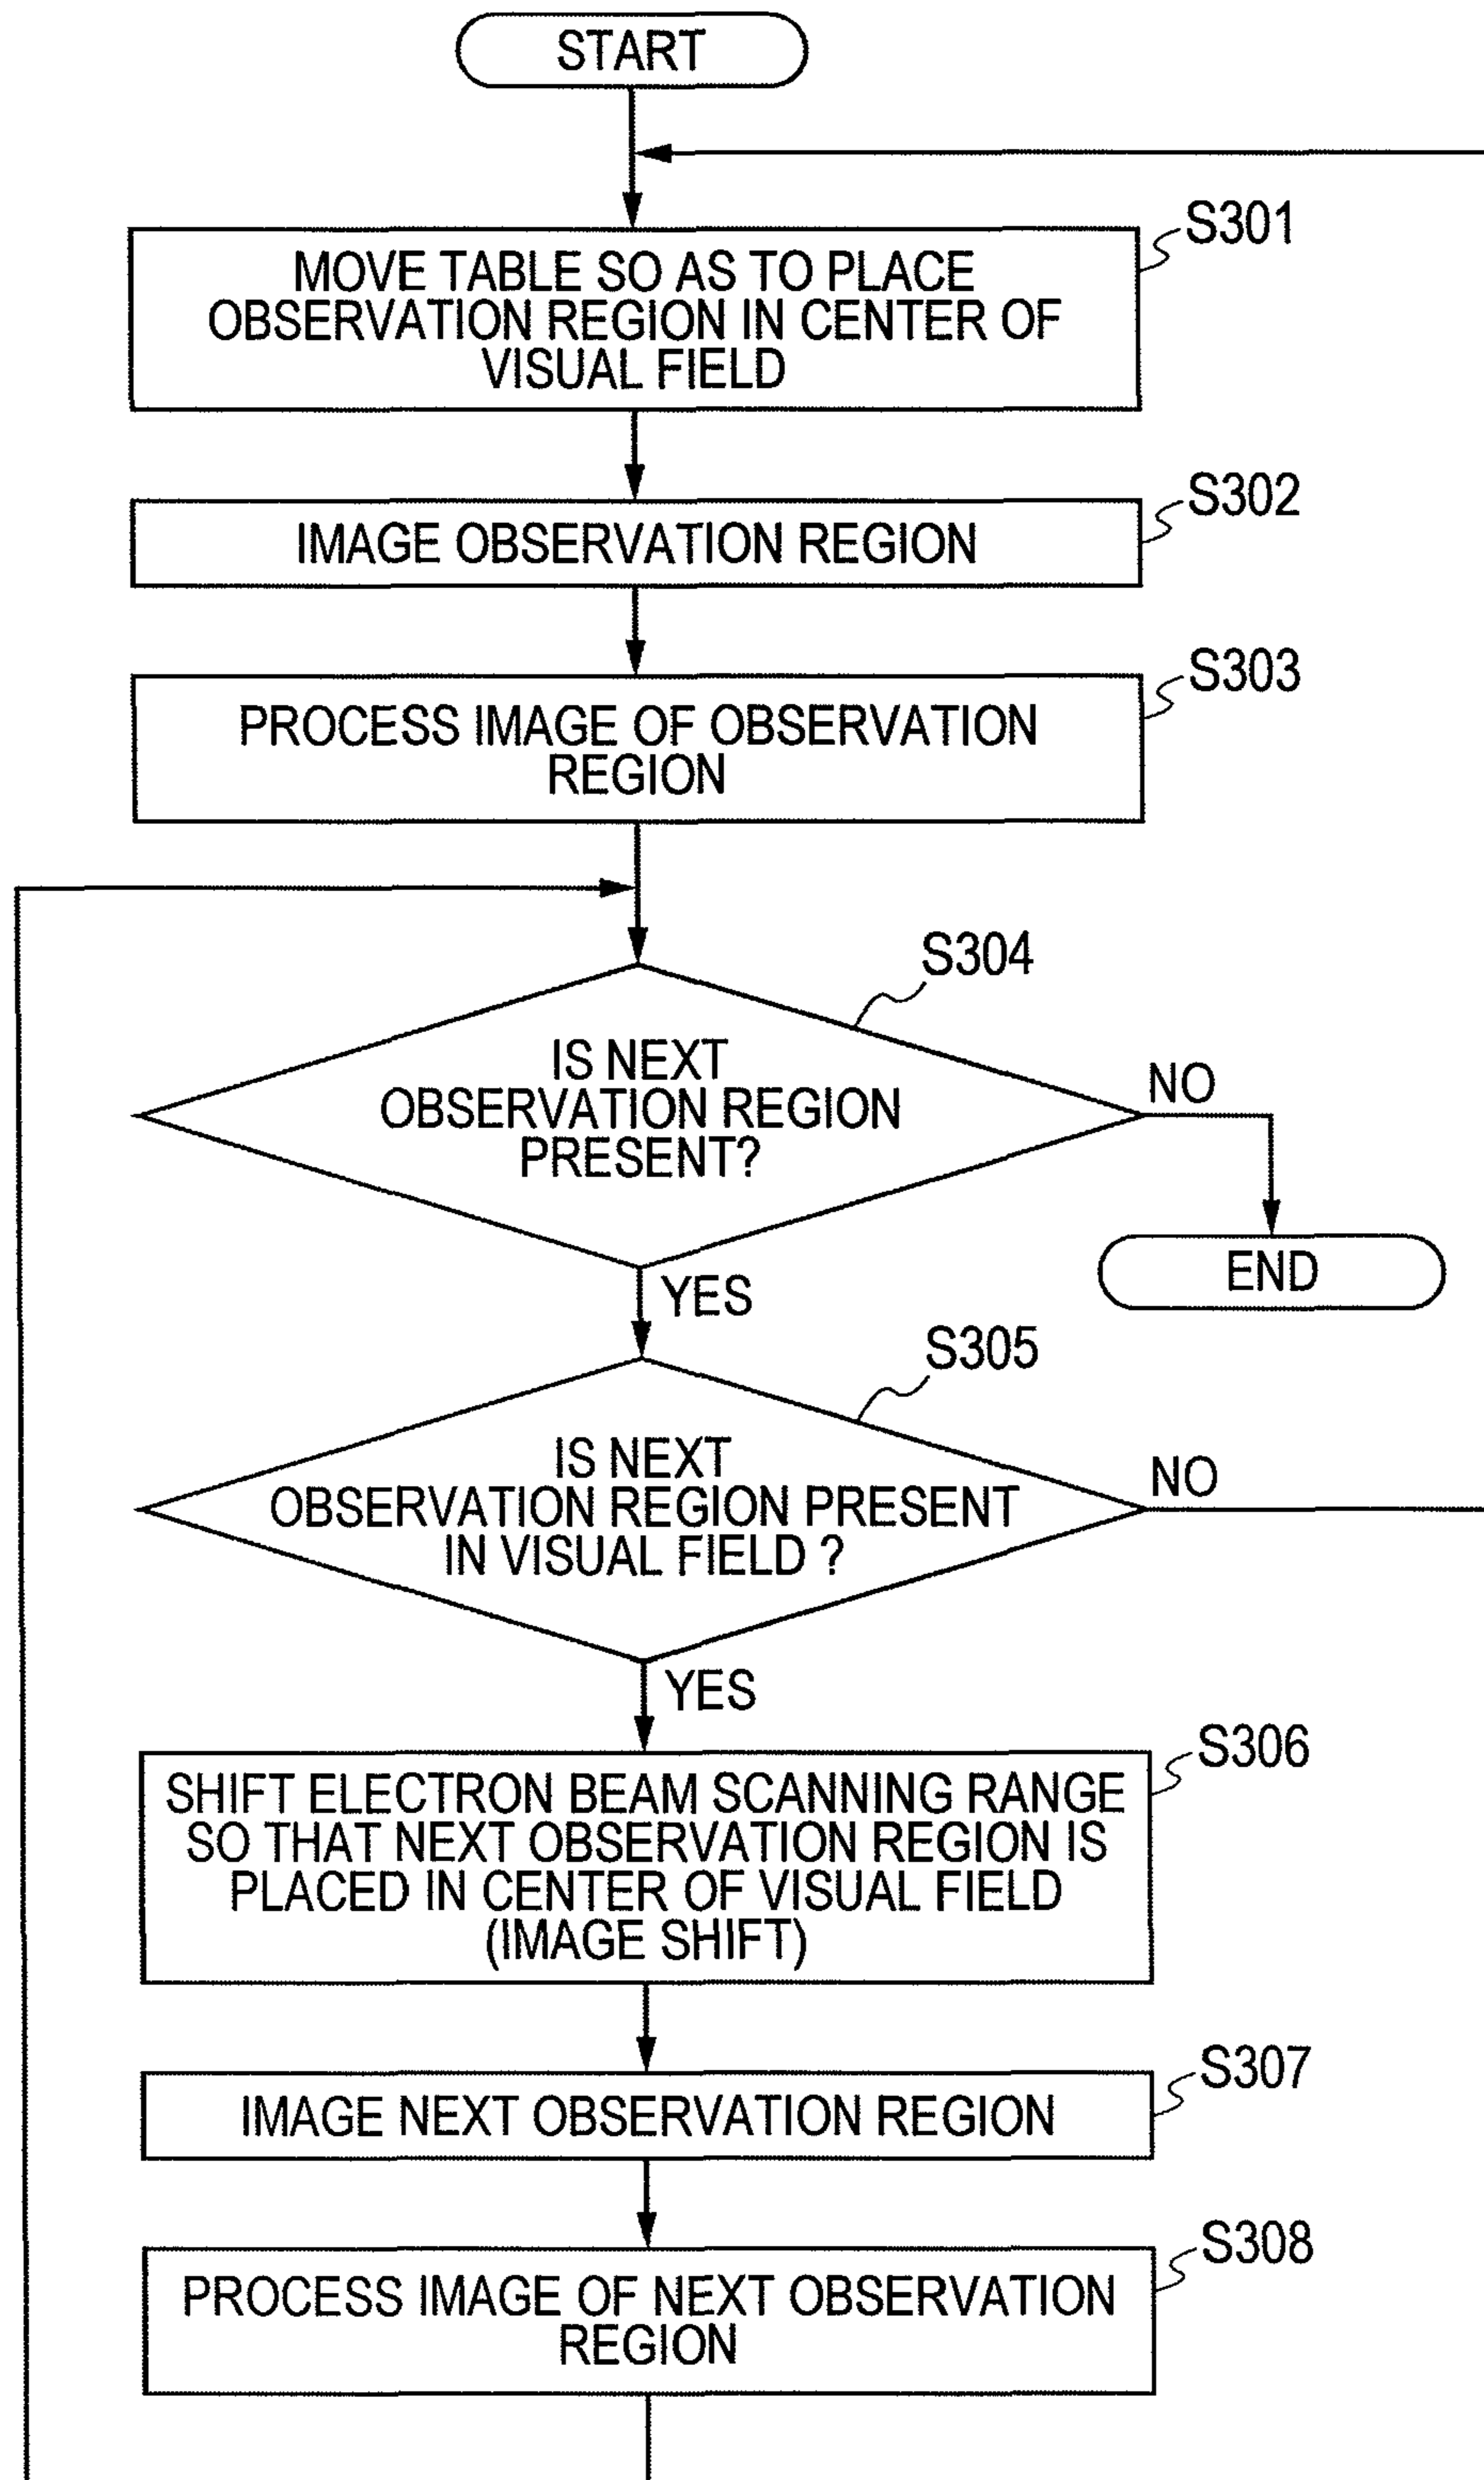 START
S301
MOVE TABLE SO AS TO PLACE
OBSERVATION REGION IN CENTER OF
VISUAL FIELD
S302
IMAGE OBSERVATION REGION
S303
PROCESS IMAGE OF OBSERVATION
REGION
S304
IS NEXT
OBSERVATION REGION
PRESENT?
NO
END
YES
S305
IS NEXT
OBSERVATION REGION PRESENT
IN VISUAL FIELD ?
NO
YES
S306
SHIFT ELECTRON BEAM SCANNING RANGE
SO THAT NEXT OBSERVATION REGION IS
PLACED IN CENTER OF VISUAL FIELD
(IMAGE SHIFT)
S307
IMAGE NEXT OBSERVATION REGION
S308
PROCESS IMAGE OF NEXT OBSERVATION
REGION